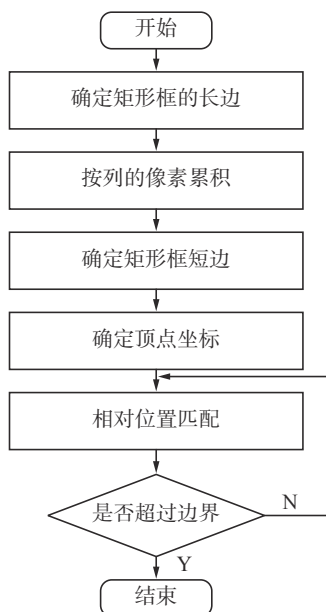 开始
确定矩形框的长边
按列的像素累积
确定矩形框短边
确定顶点坐标
相对位置匹配
是否超过边界
N
Y
结束